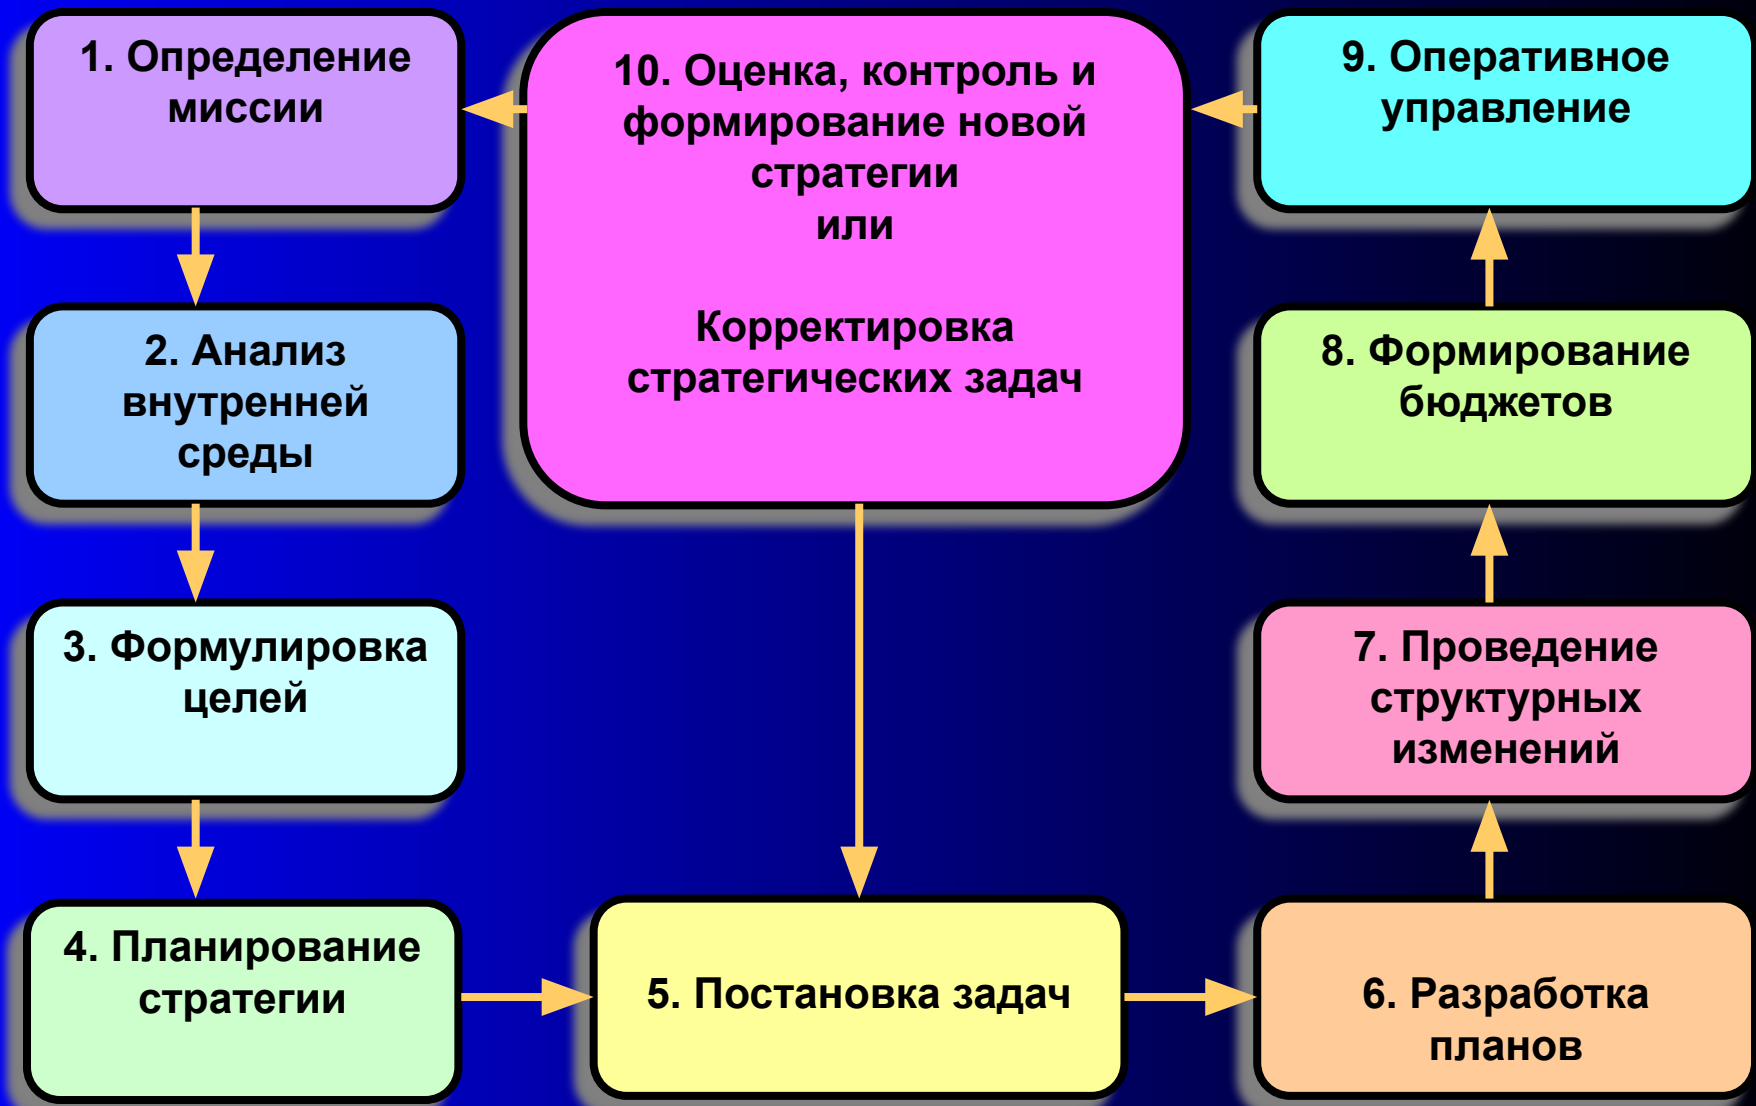 1. Определение
миссии
2. Анализ
внутренней
среды
3. Формулировка
целей
4. Планирование
стратегии
5. Постановка задач
6. Разработка
планов
7. Проведение
структурных
изменений
8. Формирование
бюджетов
9. Оперативное
управление
10. Оценка, контроль и
формирование новой
стратегии
или
Корректировка
стратегических задач